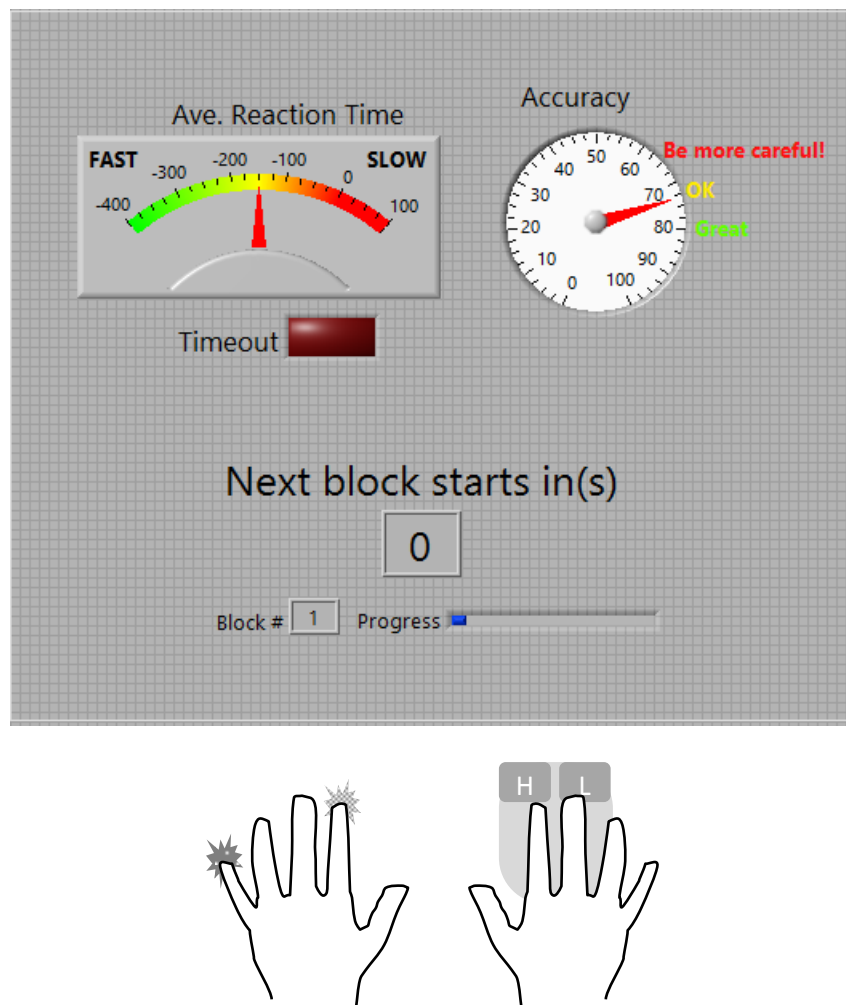 Ave. Reaction Time
FAST
SLOW
-400
-300
-200
-100
0
100
Accuracy
0
10
20
30
40
50
60
70
80
90
100
Be more careful!
OK
Great
Timeout
Next block starts in(s)
0
Block # 1 Progress
H L